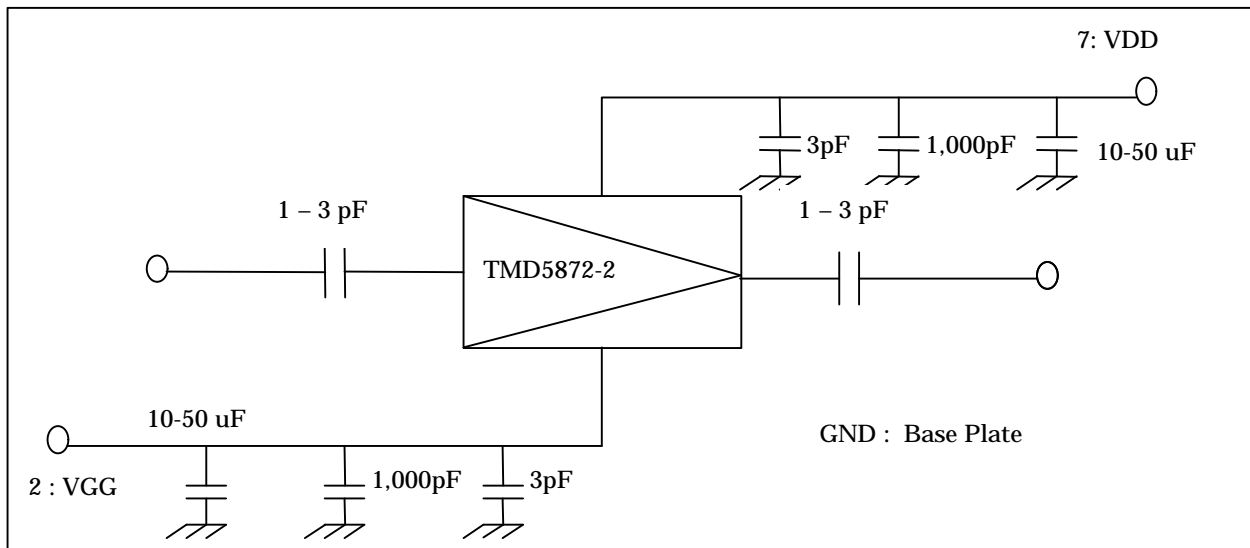 7: VDD
3pF
1,000pF
10-50 uF
1 – 3 pF
1 – 3 pF
TMD5872-2
10-50 uF
GND : Base Plate
2 : VGG
1,000pF
3pF